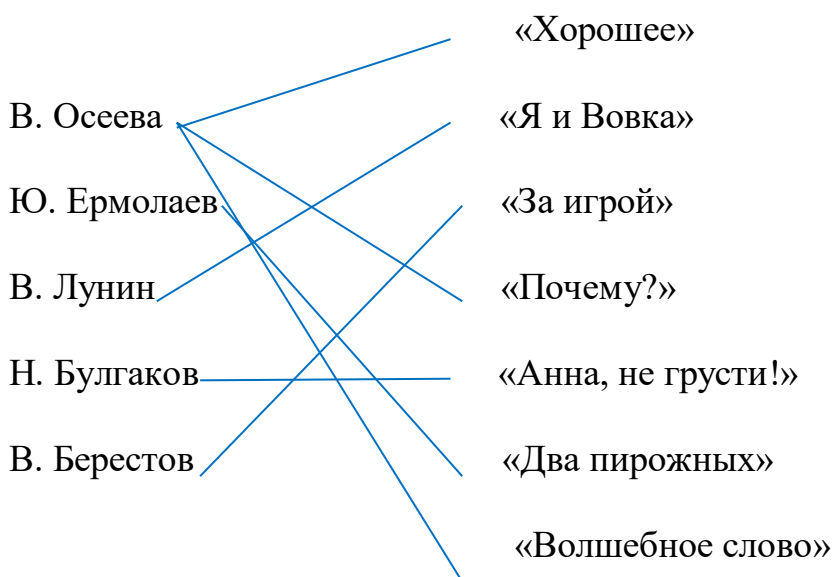 «Хорошее»
В. Осеева «Я и Вовка»
Ю. Ермолаев «За игрой»
В. Лунин «Почему?»
Н. Булгаков «Анна, не грусти!»
В. Берестов «Два пирожных»
«Волшебное слово»